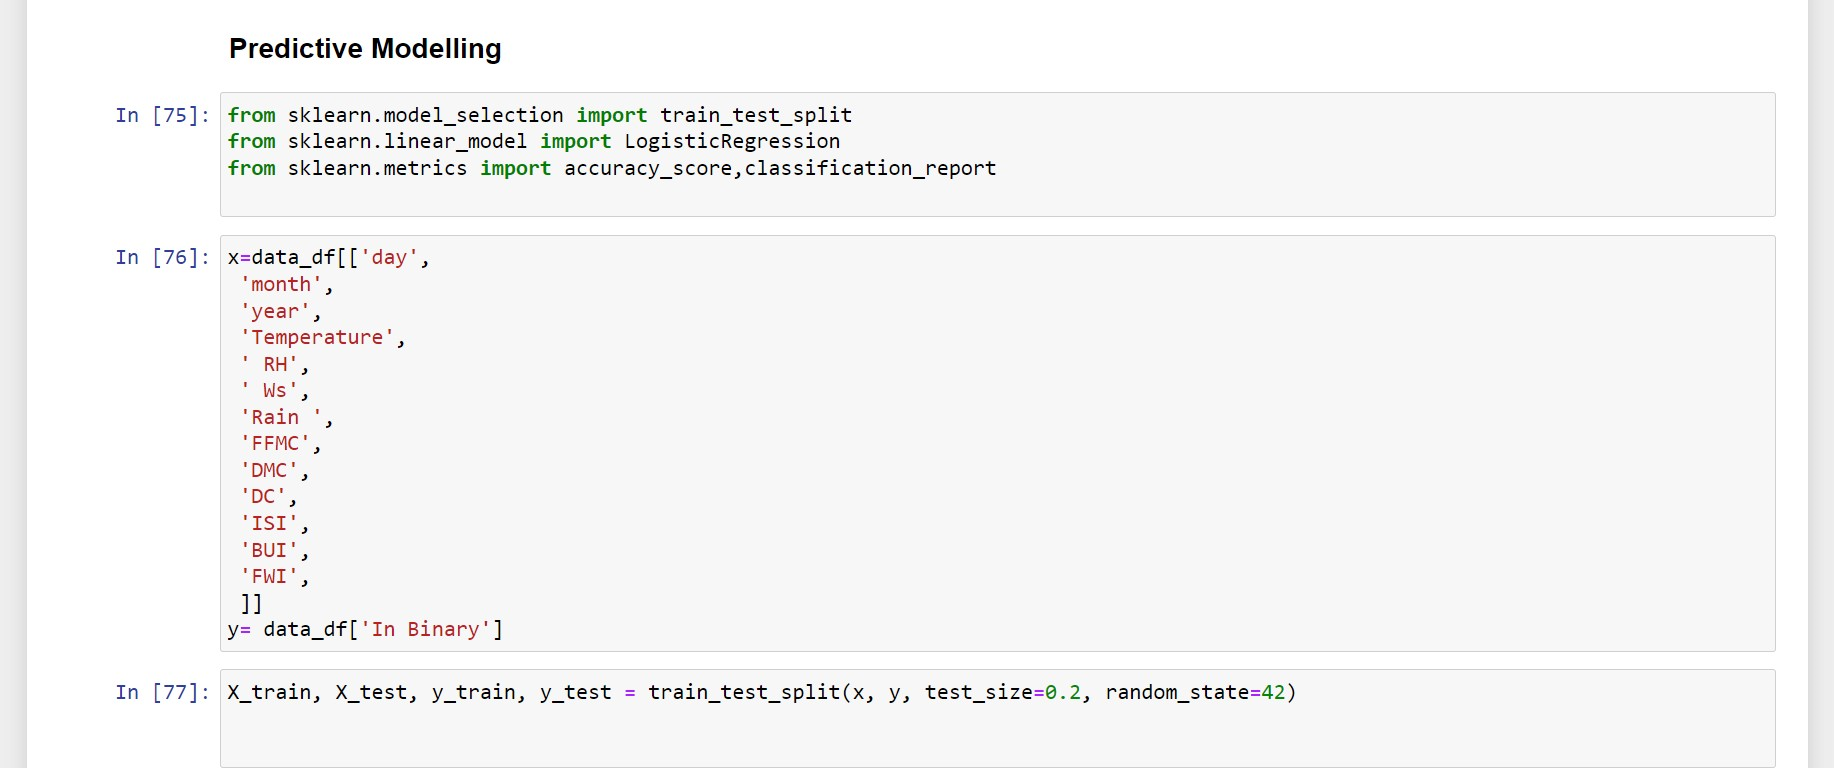 Predictive Modelling
In [75]: from sklearn.model_selection import train_test_split
from sklearn.linear_model import LogisticRegression
from sklearn.metrics import accuracy_score,classification_report
In [76]: x=data_df[['day',
'month',
'year',
'Temperature',
' RH',
' Ws',
'Rain ',
'FFMC',
'DMC',
'DC',
'ISI',
'BUI',
'FWI',
]]
y= data_df['In Binary']
In [77]: X_train, X_test, y_train, y_test = train_test_split(x, y, test_size=0.2, random_state=42)